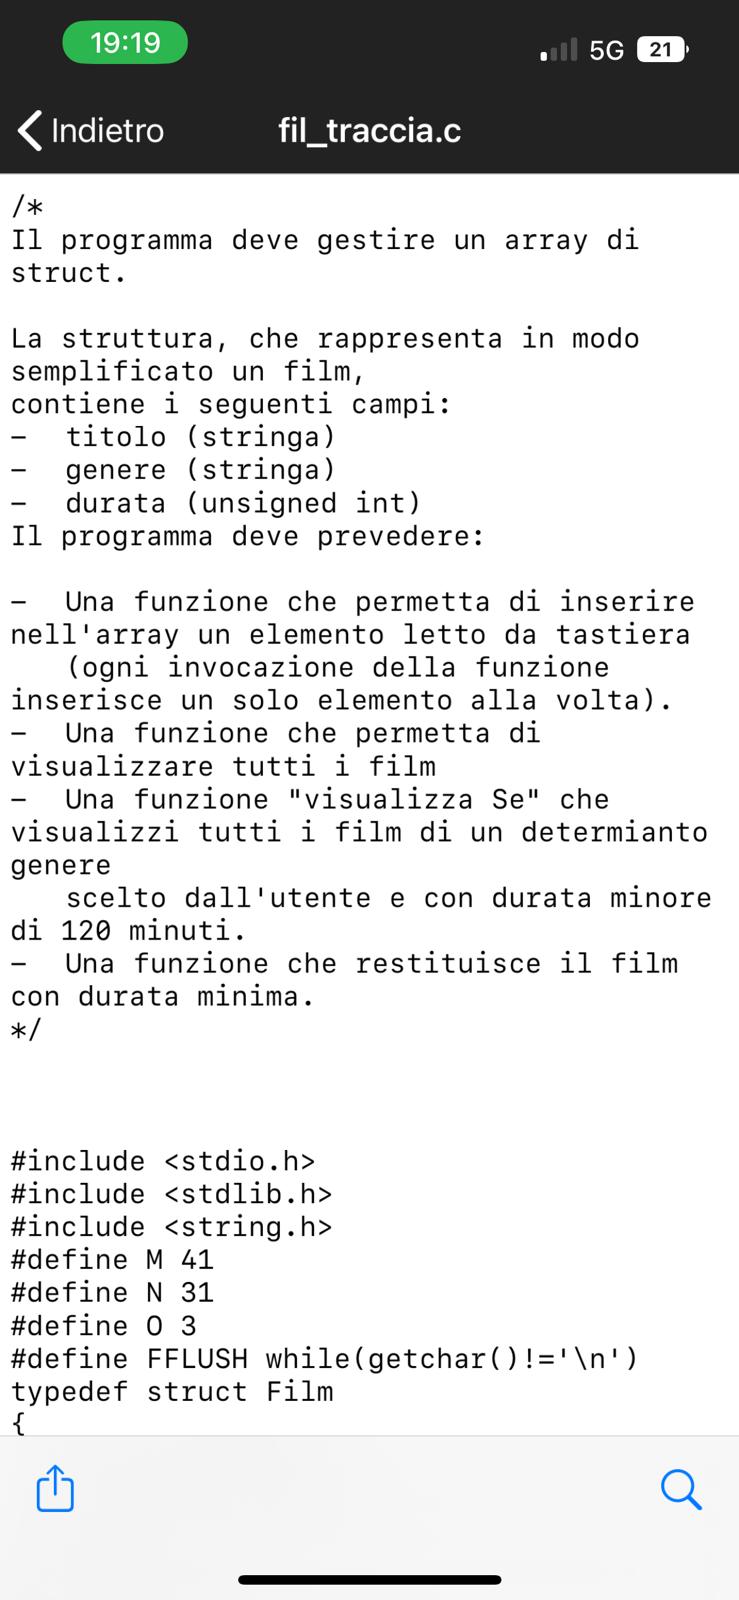 19:19
5G
21
Indietro
fil_traccia.c
/*
Il programma deve gestire un array di
struct.
La struttura, che rappresenta in modo
semplificato un film,
contiene i seguenti campi:
– titolo (stringa)
– genere (stringa)
– durata (unsigned int)
Il programma deve prevedere:
– Una funzione che permetta di inserire
nell'array un elemento letto da tastiera
(ogni invocazione della funzione
inserisce un solo elemento alla volta).
– Una funzione che permetta di
visualizzare tutti i film
– Una funzione "visualizza Se" che
visualizzi tutti i film di un determianto
genere
scelto dall'utente e con durata minore
di 120 minuti.
– Una funzione che restituisce il film
con durata minima.
*/
#include <stdio.h>
#include <stdlib.h>
#include <string.h>
#define M 41
#define N 31
#define O 3
#define FFLUSH while(getchar()!='\n')
typedef struct Film
{